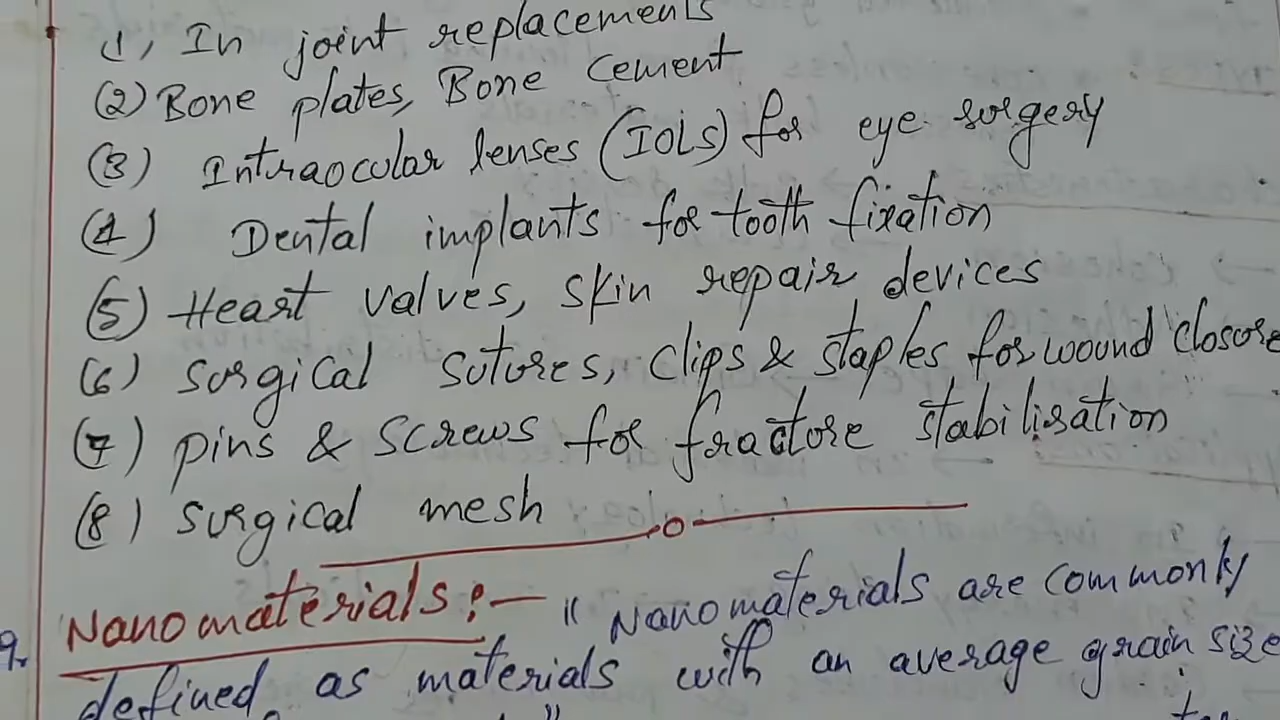 (1) In joint replacements
(2) Bone plates, Bone cement
(3) Intraocular lenses (IOLs) for eye surgery
(4) Dental implants for tooth fixation
(5) Heart valves, skin repair devices
(6) surgical sutures, clips & staples for wound closure
(7) pins & screws for fracture stabilisation
(8) surgical mesh
Nanomaterials :— " Nanomaterials are commonly
9. defined as materials with an average grain size